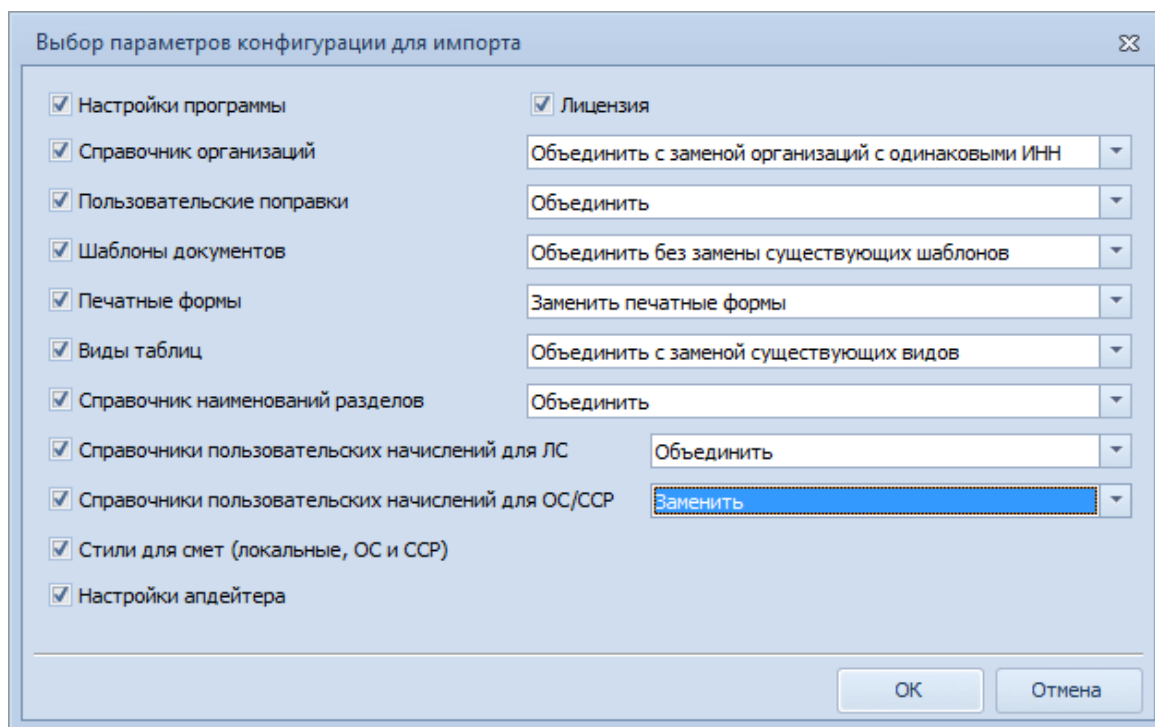 Выбор параметров конфигурации для импорта
Настройки программы Лицензия
Справочник организаций Объединить с заменой организаций с одинаковыми ИНН
Пользовательские поправки Объединить
Шаблоны документов Объединить без замены существующих шаблонов
Печатные формы Заменить печатные формы
Виды таблиц Объединить с заменой существующих видов
Справочник наименований разделов Объединить
Справочники пользовательских начислений для ЛС Объединить
Справочники пользовательских начислений для ОС/ССР Заменить
Стили для смет (локальные, ОС и ССР)
Настройки апдейтера
ОК Отмена